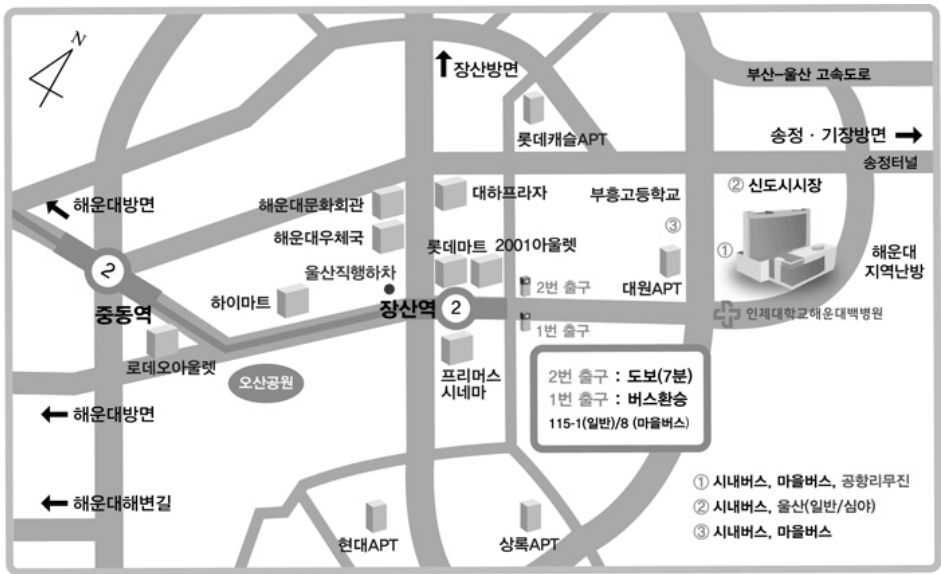 N
장산방면
부산-울산 고속도로
롯데캐슬APT
송정 · 기장방면
송정터널
해운대방면
해운대문화회관
대하프라자
부흥고등학교
② 신도시시장
해운대우체국
③
롯데마트 2001아울렛
①
해운대
지역난방
울산직행하차
2
하이마트
2번 출구
대원APT
중동역
장산역
2
인제대학교해운대백병원
1번 출구
로데오아울렛
오산공원
프리머스
시네마
2번 출구 : 도보(7분)
1번 출구 : 버스환승
115-1(일반)/8 (마을버스)
해운대방면
① 시내버스, 마을버스, 공항리무진
② 시내버스, 울산(일반/심야)
③ 시내버스, 마을버스
해운대해변길
현대APT
상록APT